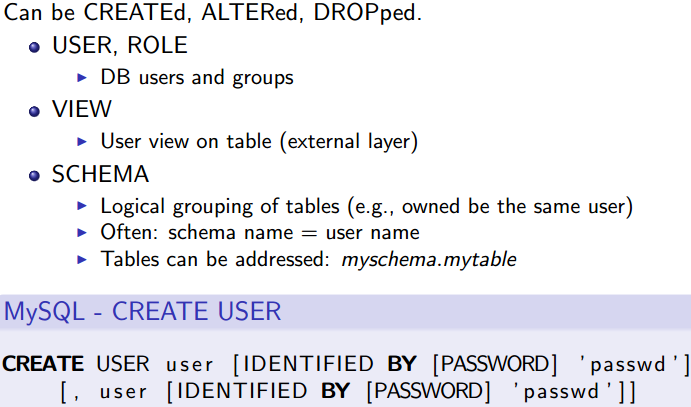 Can be CREATEd, ALTERed, DROPped.
USER, ROLE
DB users and groups
VIEW
User view on table (external layer)
SCHEMA
Logical grouping of tables (e.g., owned be the same user)
Often: schema name = user name
Tables can be addressed: myschema.mytable
MySQL - CREATE USER
CREATE USER user [IDENTIFIED BY [PASSWORD] 'passwd']
[, user [IDENTIFIED BY [PASSWORD] 'passwd']]